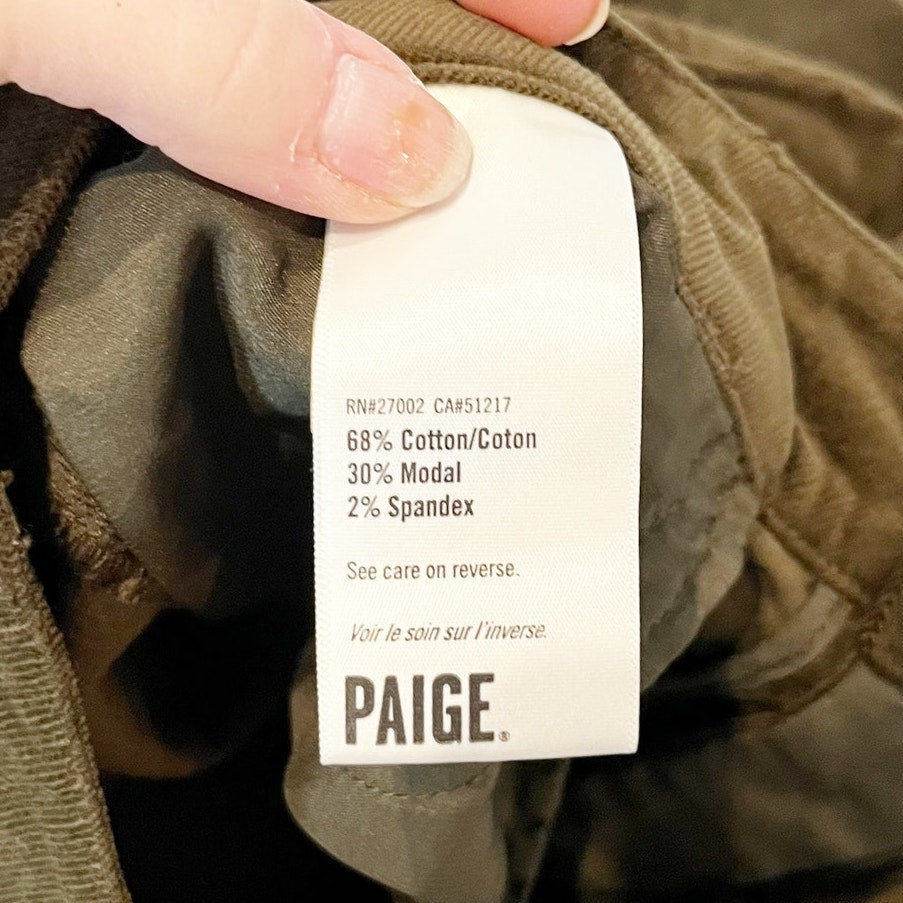 RN#27002 CA#51217
68% Cotton/Coton
30% Modal
2% Spandex
See care on reverse.
Voir le soin sur l'inverse.
PAIGE®